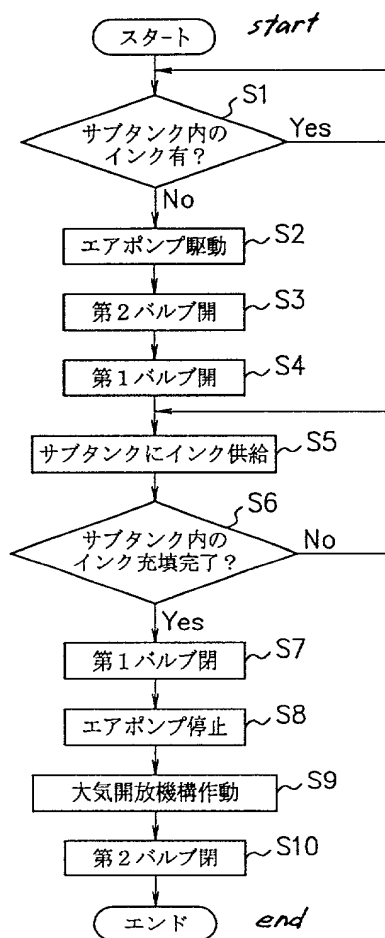 スタート start
S1
サブタンク内の
インク有？
Yes
No
エアポンプ駆動 S2
第2バルブ開 S3
第1バルブ開 S4
サブタンクにインク供給 S5
S6
サブタンク内の
インク充填完了？
No
Yes
第1バルブ閉 S7
エアポンプ停止 S8
大気開放機構作動 S9
第2バルブ閉 S10
エンド end